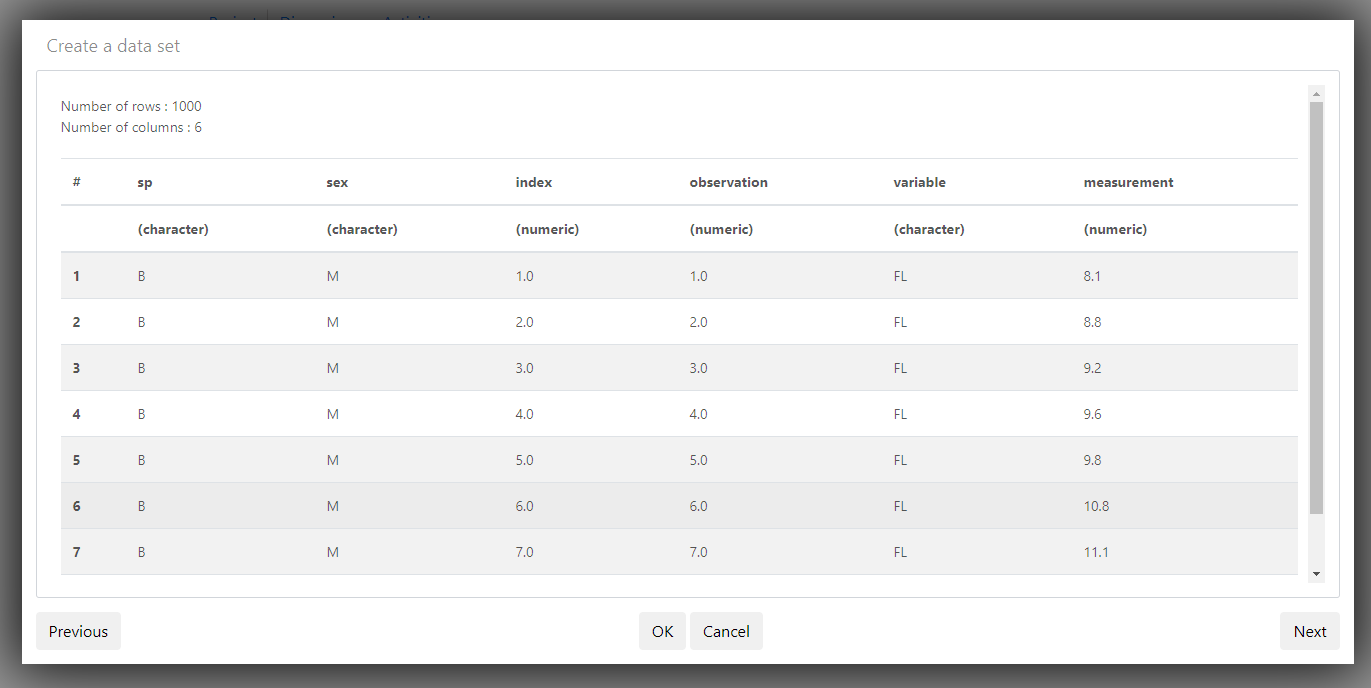 Create a data set
Number of rows : 1000
Number of columns : 6
# sp sex index observation variable measurement
(character) (character) (numeric) (numeric) (character) (numeric)
1 B M 1.0 1.0 FL 8.1
2 B M 2.0 2.0 FL 8.8
3 B M 3.0 3.0 FL 9.2
4 B M 4.0 4.0 FL 9.6
5 B M 5.0 5.0 FL 9.8
6 B M 6.0 6.0 FL 10.8
7 B M 7.0 7.0 FL 11.1
Previous OK Cancel Next